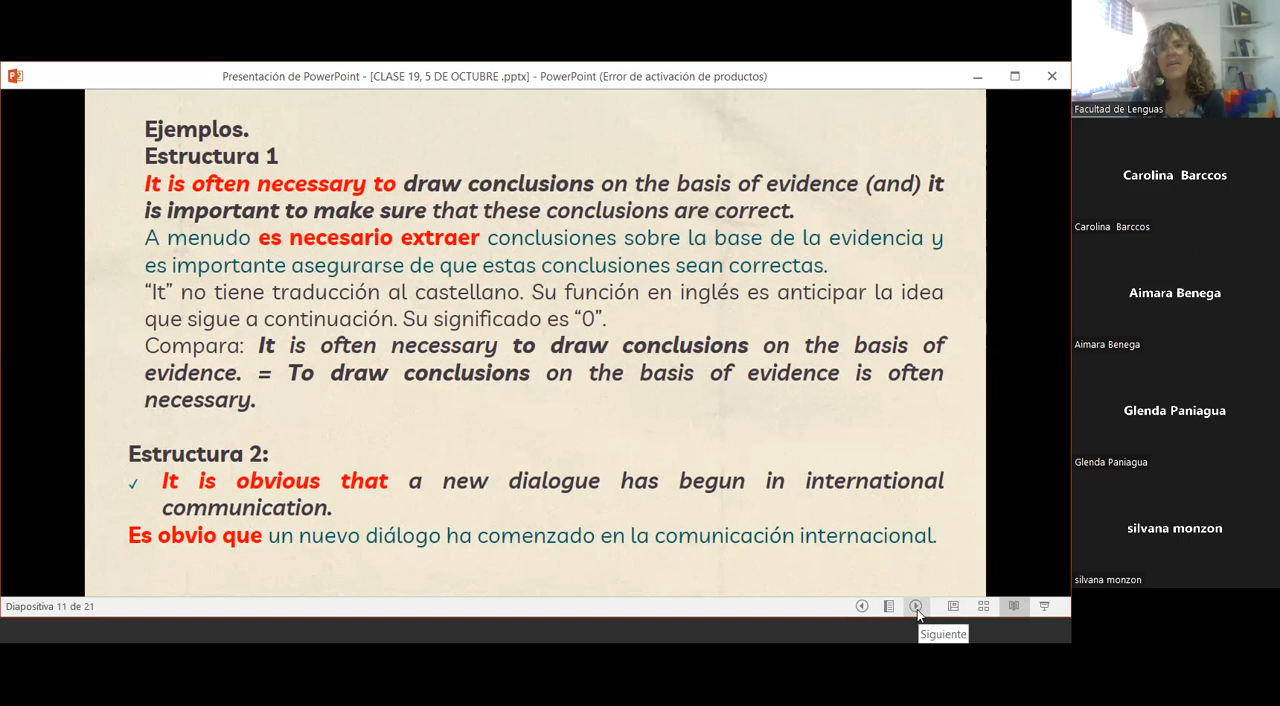 Presentación de PowerPoint - [CLASE 19, 5 DE OCTUBRE .pptx] - PowerPoint (Error de activación de productos)
Ejemplos.
Estructura 1
It is often necessary to draw conclusions on the basis of evidence (and) it
is important to make sure that these conclusions are correct.
A menudo es necesario extraer conclusiones sobre la base de la evidencia y
es importante asegurarse de que estas conclusiones sean correctas.
“It” no tiene traducción al castellano. Su función en inglés es anticipar la idea
que sigue a continuación. Su significado es “0”.
Compara: It is often necessary to draw conclusions on the basis of
evidence. = To draw conclusions on the basis of evidence is often
necessary.
Estructura 2:
✓ It is obvious that a new dialogue has begun in international
communication.
Es obvio que un nuevo diálogo ha comenzado en la comunicación internacional.
Diapositiva 11 de 21
Siguiente
Facultad de Lenguas
Carolina Barccos
Carolina Barccos
Aimara Benega
Aimara Benega
Glenda Paniagua
Glenda Paniagua
silvana monzon
silvana monzon